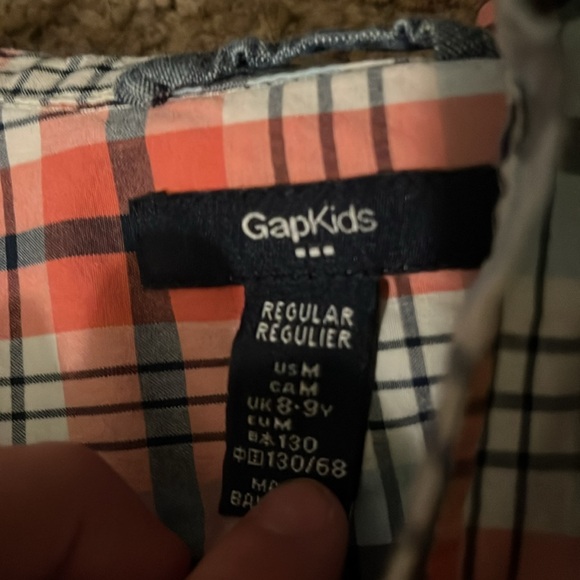 GapKids
REGULAR
RÉGULIER
US M
CA M
UK 8-9Y
EU M
日本 130
中国 130/68